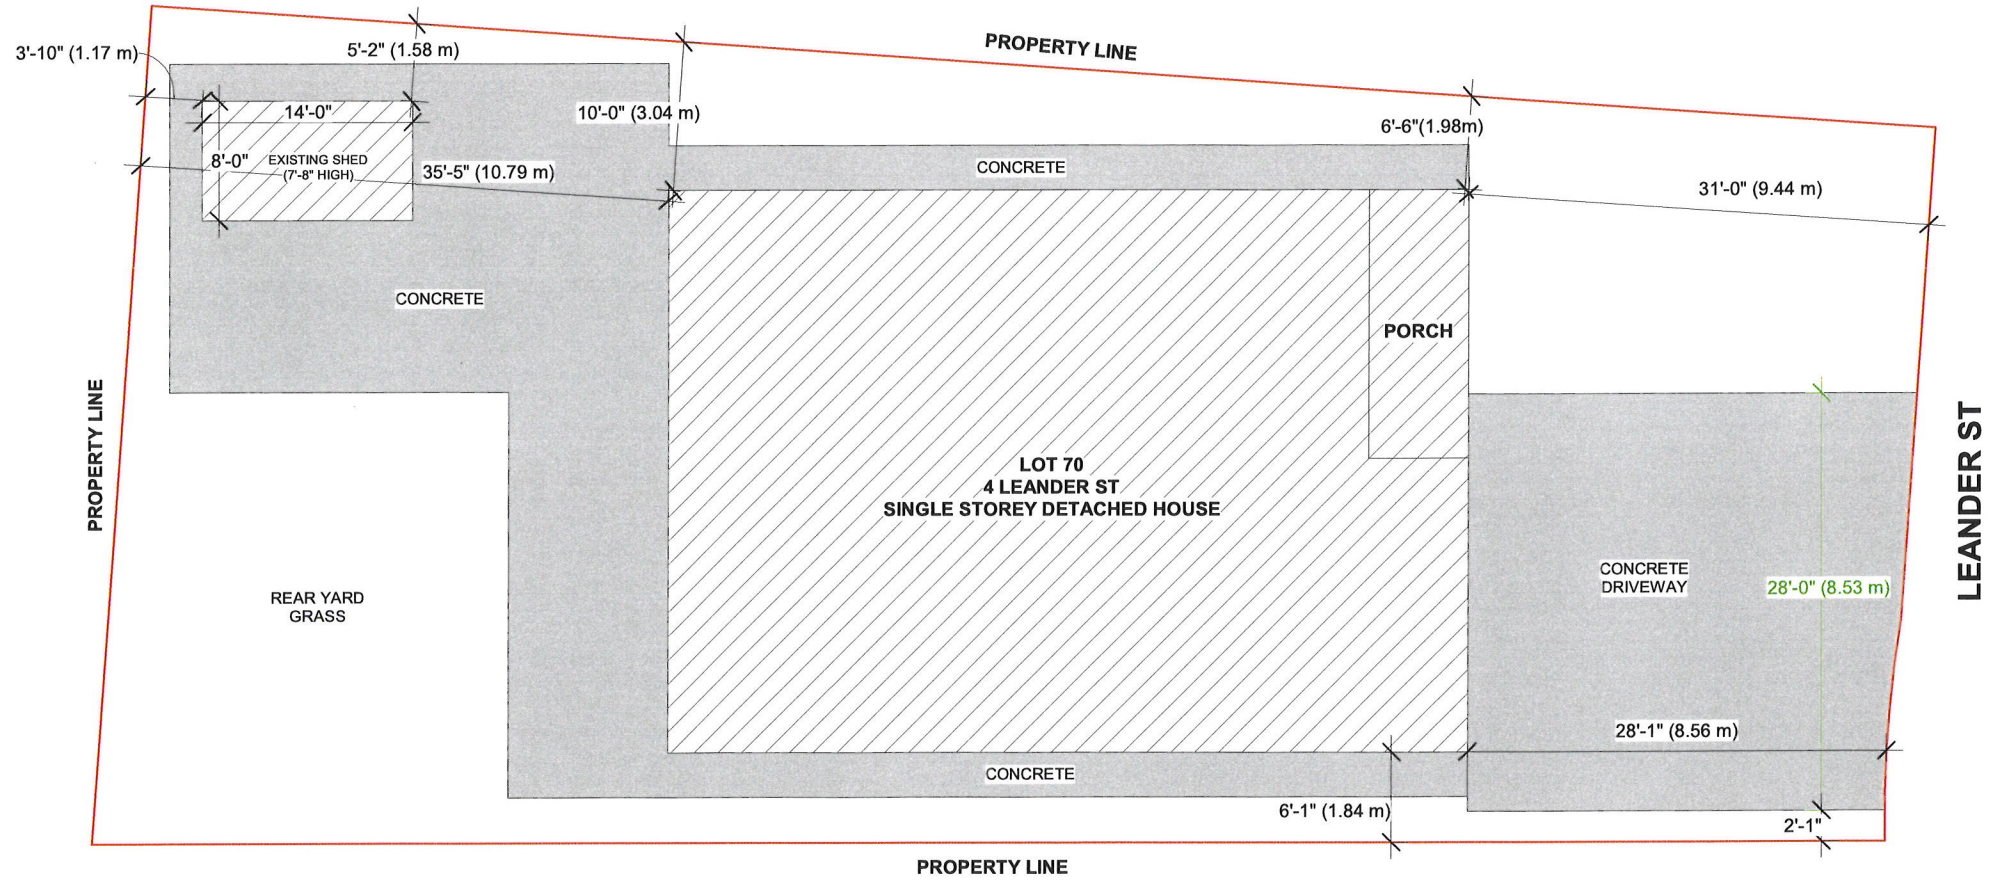 PROPERTY LINE
3'-10" (1.17 m)
5'-2" (1.58 m)
14'-0"
10'-0" (3.04 m)
6'-6"(1.98m)
8'-0"
EXISTING SHED
(7'-8" HIGH)
35'-5" (10.79 m)
CONCRETE
31'-0" (9.44 m)
CONCRETE
PORCH
PROPERTY LINE
LOT 70
4 LEANDER ST
SINGLE STOREY DETACHED HOUSE
LEANDER ST
CONCRETE
DRIVEWAY
28'-0" (8.53 m)
REAR YARD
GRASS
28'-1" (8.56 m)
CONCRETE
6'-1" (1.84 m)
2'-1"
PROPERTY LINE